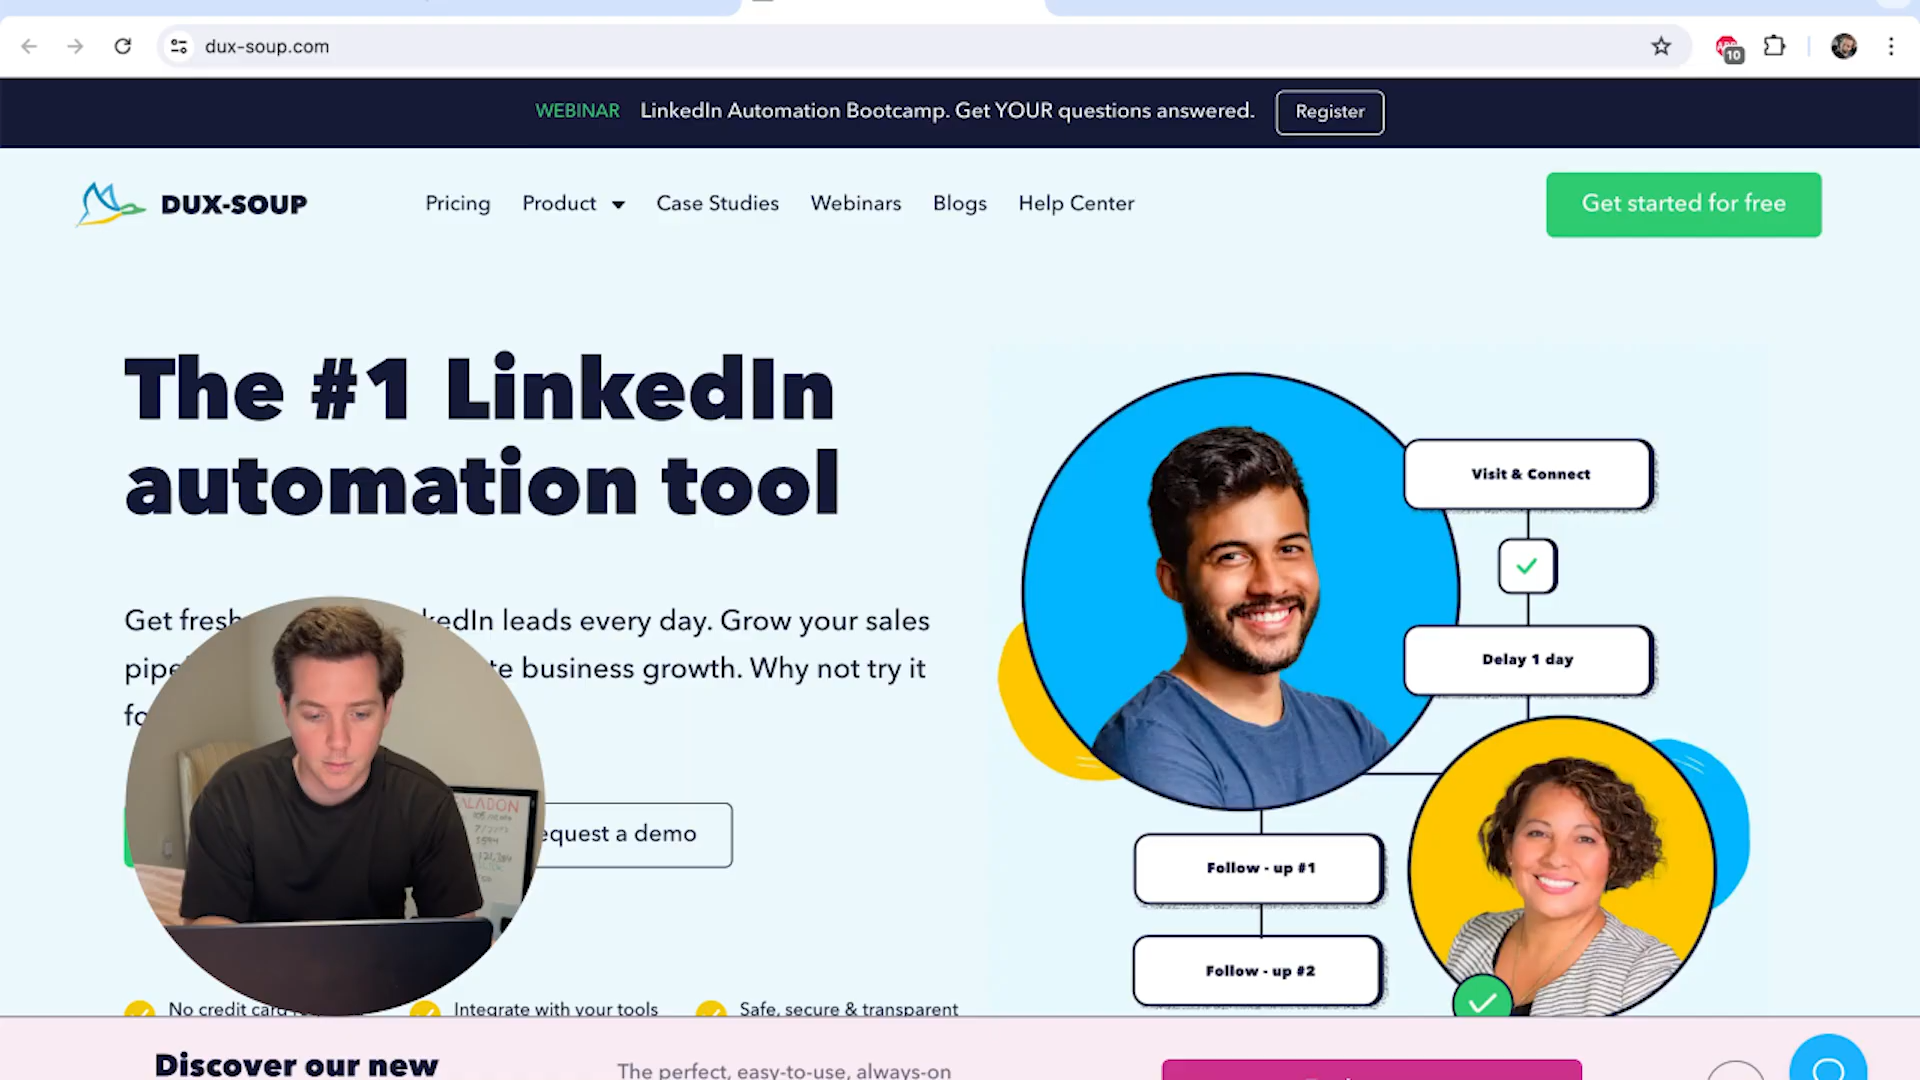 dux-soup.com
10
WEBINAR LinkedIn Automation Bootcamp. Get YOUR questions answered. Register
DUX-SOUP Pricing Product Case Studies Webinars Blogs Help Center Get started for free
The #1 LinkedIn
automation tool
Visit & Connect
Get fresh leads every day. Grow your sales
business growth. Why not try it
Delay 1 day
ALADON
a demo
Follow - up #1
Follow - up #2
No credit card Integrate with your tools Safe, secure & transparent
Discover our new The perfect, easy-to-use, always-on